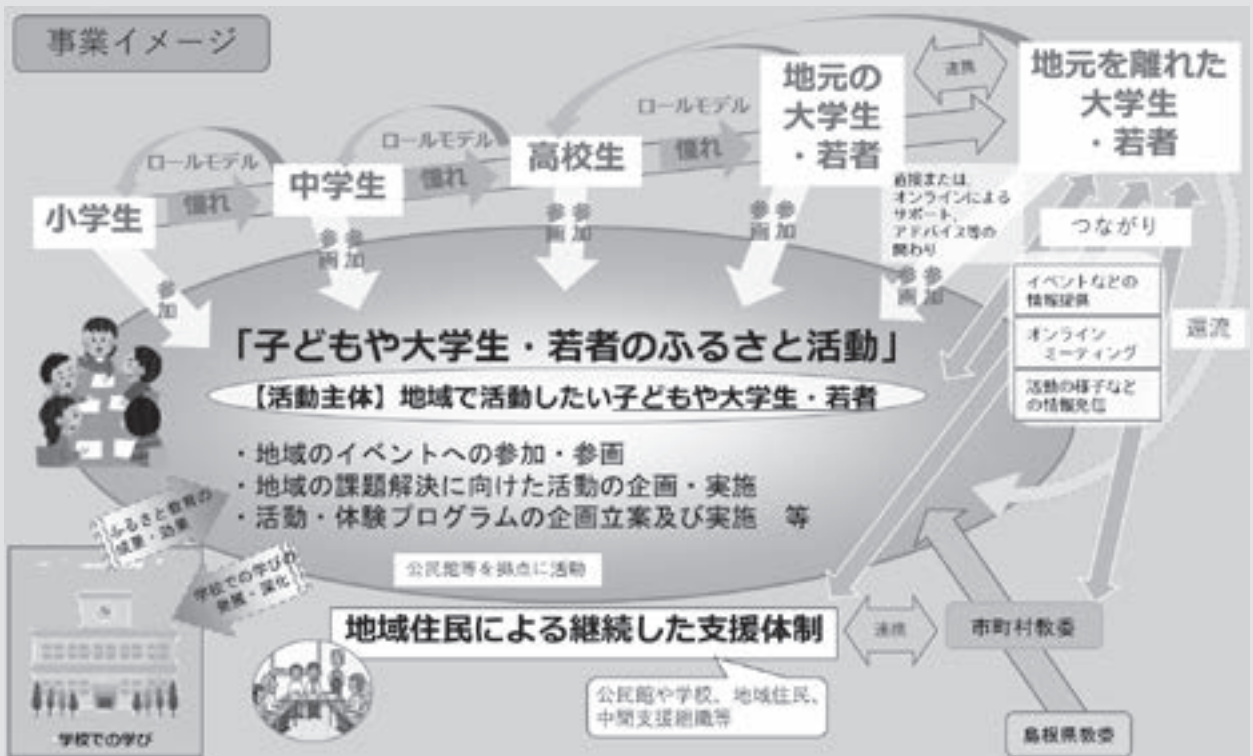 事業イメージ
地元の
大学生
・若者
連携
地元を離れた
大学生
・若者
ロールモデル
憧れ
高校生
ロールモデル
憧れ
中学生
ロールモデル
憧れ
小学生
参加
参加
参画
参加
参画
参加
参画
参加
参画
直接または、
オンラインによる
サポート、
アドバイス等の
関わり
つながり
イベントなどの
情報提供
オンライン
ミーティング
活動の様子など
の情報発信
還流
「子どもや大学生・若者のふるさと活動」
【活動主体】地域で活動したい子どもや大学生・若者
・地域のイベントへの参加・参画
・地域の課題解決に向けた活動の企画・実施
・活動・体験プログラムの企画立案及び実施　等
ふるさと教育の
成果・効果
学校での学びの
発展・深化
公民館等を拠点に活動
地域住民による継続した支援体制
連携
市町村教委
公民館や学校、地域住民、
中間支援組織等
島根県教委
学校での学び